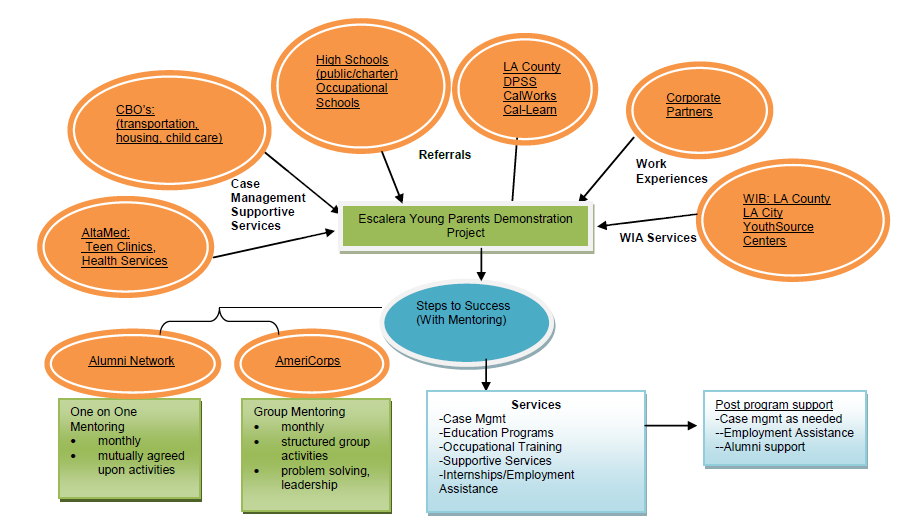 High Schools
(public/charter)
Occupational
Schools
LA County
DPSS
CalWorks
Cal-Learn
CBO's:
(transportation,
housing, child care)
Corporate
Partners
Referrals
Work
Experiences
Case
Management
Supportive
Services
WIB: LA County
LA City
YouthSource
Centers
Escalera Young Parents Demonstration
Project
WIA Services
AltaMed:
Teen Clinics,
Health Services
Steps to Success
(With Mentoring)
Alumni Network
AmeriCorps
One on One
Mentoring
• monthly
• mutually agreed
upon activities
Group Mentoring
• monthly
• structured group
activities
• problem solving,
leadership
Services
-Case Mgmt
-Education Programs
-Occupational Training
-Supportive Services
-Internships/Employment
Assistance
Post program support
-Case mgmt as needed
--Employment Assistance
--Alumni support